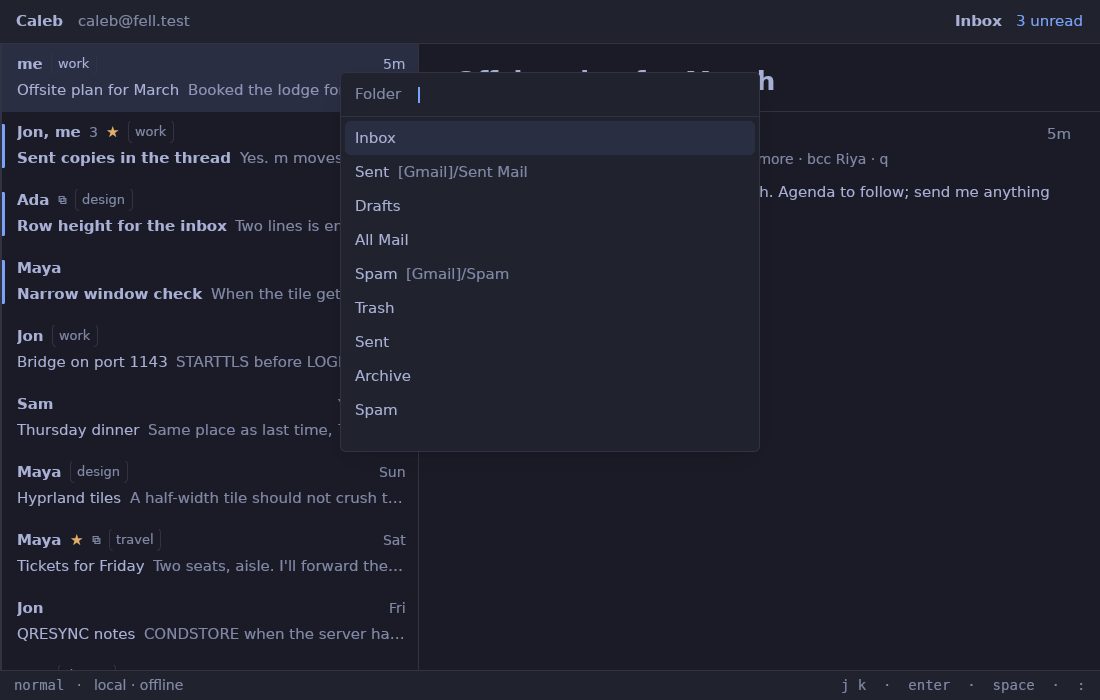 Caleb caleb@fell.test Inbox 3 unread
me work 5m
Offsite plan for March Booked the lodge fo
Jon, me 3 ★ work
Sent copies in the thread Yes. m moves
Ada ⧉ design
Row height for the inbox Two lines is er
Maya
Narrow window check When the tile get
Jon work
Bridge on port 1143 STARTTLS before LOGI
Sam
Thursday dinner Same place as last time,
Maya design Sun
Hyprland tiles A half-width tile should not crush t…
Maya ★ ⧉ travel Sat
Tickets for Friday Two seats, aisle. I'll forward the…
Jon Fri
QRESYNC notes CONDSTORE when the server ha…
Folder
Inbox
Sent [Gmail]/Sent Mail
Drafts
All Mail
Spam [Gmail]/Spam
Trash
Sent
Archive
Spam
5m
more · bcc Riya · q
h. Agenda to follow; send me anything
normal · local · offline j k · enter · space · :